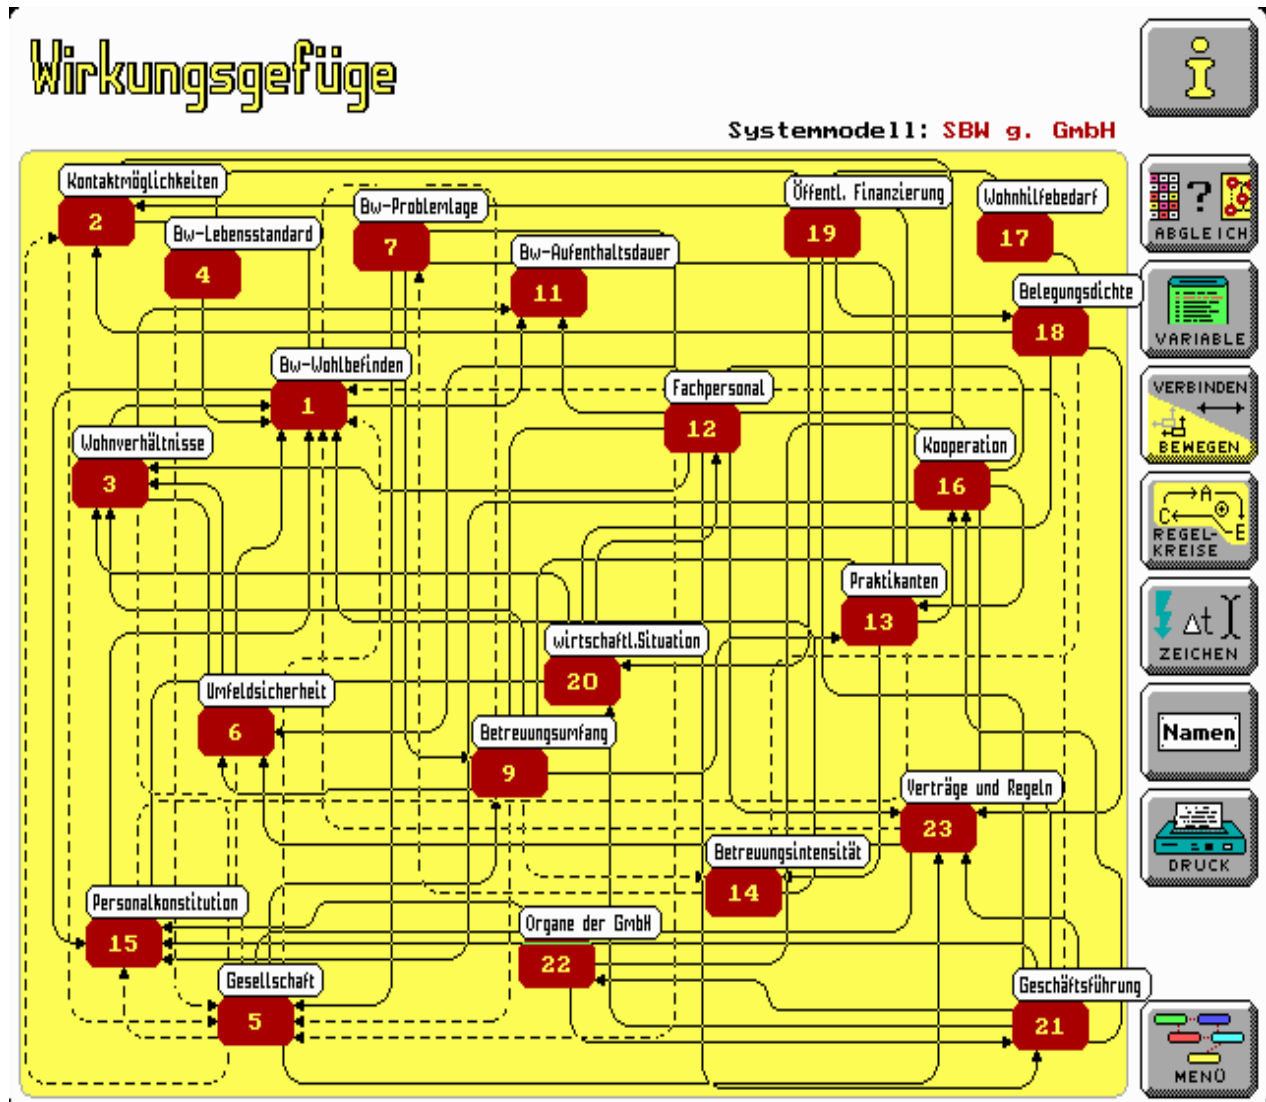 Wirkungsgefüge
Systemmodell: SBW g. GmbH
Kontaktmöglichkeiten
2
Bw-Lebensstandard
4
Bw-Problemlage
7
Bw-Aufenthaltsdauer
11
Öffentl. Finanzierung
19
Wohnhilfebedarf
17
Belegungsdichte
18
Bw-Wohlbefinden
1
Fachpersonal
12
Wohnverhältnisse
3
Kooperation
16
Praktikanten
13
wirtschaftl.Situation
20
Umfeldsicherheit
6
Betreuungsumfang
9
Verträge und Regeln
23
Betreuungsintensität
14
Personalkonstitution
15
Organe der GmbH
22
Gesellschaft
5
Geschäftsführung
21
i
?
ABGLEICH
VARIABLE
VERBINDEN
BEWEGEN
A
C
E
REGEL-
KREISE
Δt
ZEICHEN
Namen
DRUCK
MENÜ